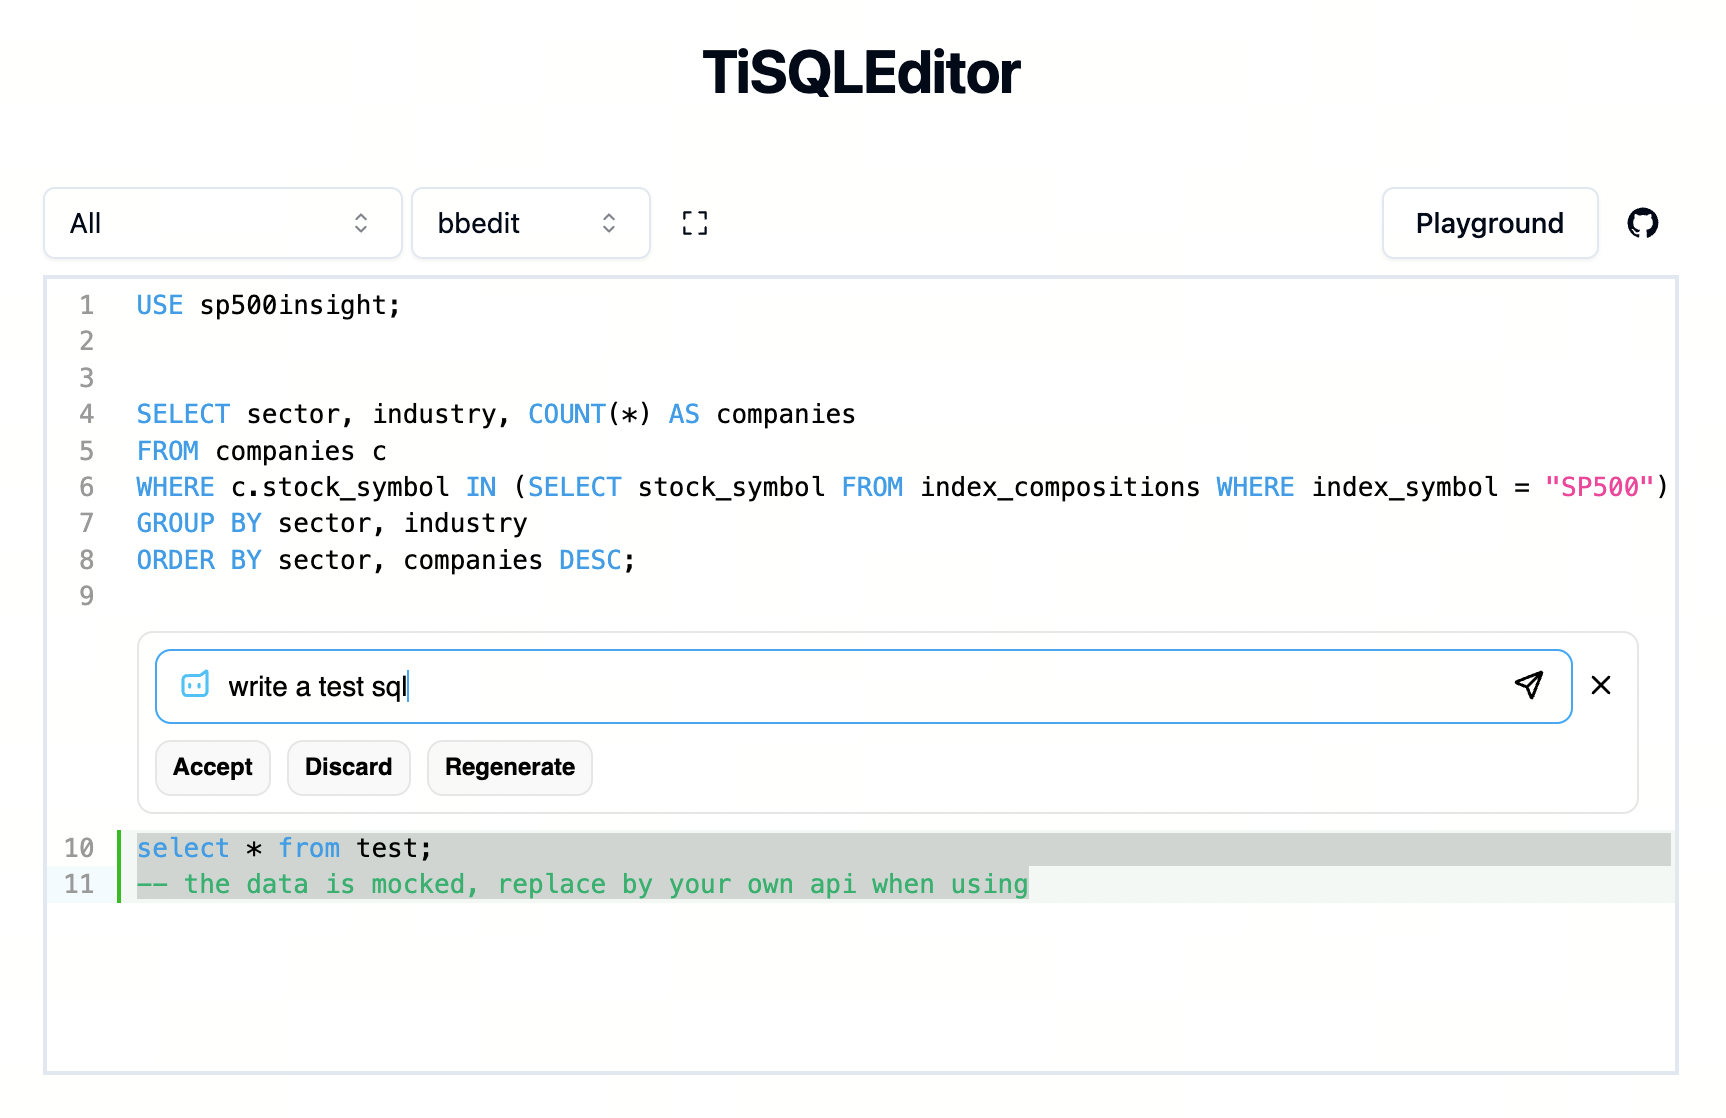 TiSQLEditor
All bbedit Playground
1 USE sp500insight;
2
3
4 SELECT sector, industry, COUNT(*) AS companies
5 FROM companies c
6 WHERE c.stock_symbol IN (SELECT stock_symbol FROM index_compositions WHERE index_symbol = "SP500")
7 GROUP BY sector, industry
8 ORDER BY sector, companies DESC;
9
write a test sql
Accept Discard Regenerate
10 select * from test;
11 -- the data is mocked, replace by your own api when using